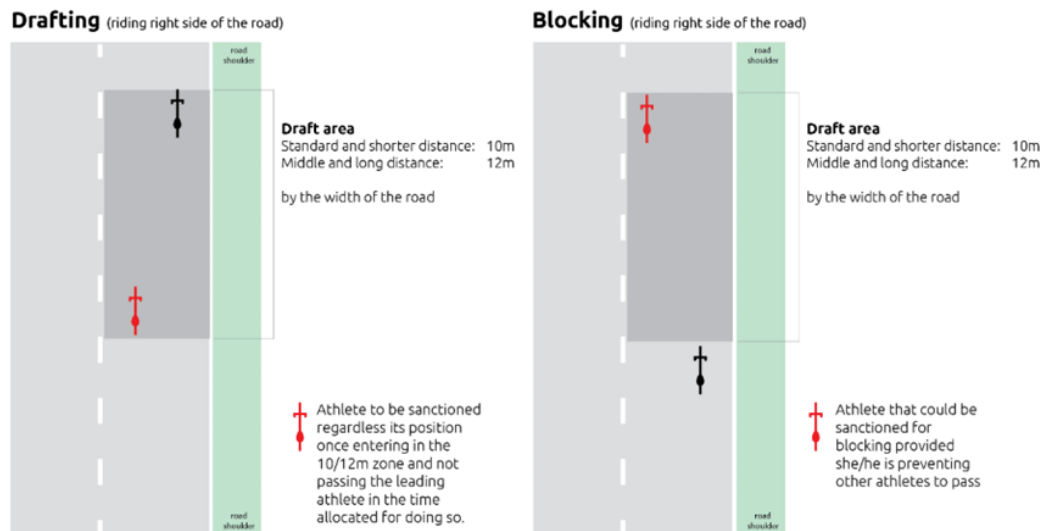 Drafting (riding right side of the road)
road
shoulder
Draft area
Standard and shorter distance: 10m
Middle and long distance: 12m
by the width of the road
Athlete to be sanctioned
regardless its position
once entering in the
10/12m zone and not
passing the leading
athlete in the time
allocated for doing so.
road
shoulder
Blocking (riding right side of the road)
road
shoulder
Draft area
Standard and shorter distance: 10m
Middle and long distance: 12m
by the width of the road
Athlete that could be
sanctioned for
blocking provided
she/he is preventing
other athletes to pass
road
shoulder